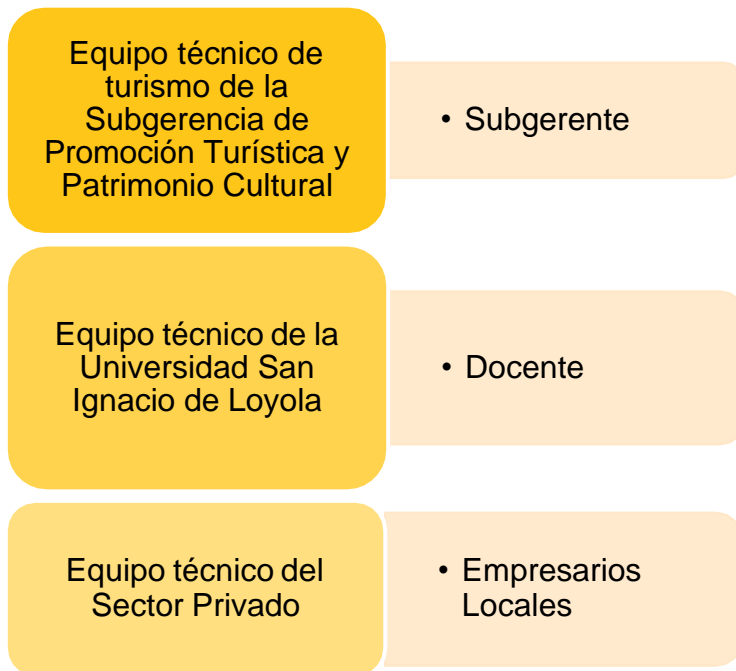 Equipo técnico de
turismo de la
Subgerencia de
Promoción Turística y
Patrimonio Cultural
• Subgerente
Equipo técnico de la
Universidad San
Ignacio de Loyola
• Docente
Equipo técnico del
Sector Privado
• Empresarios
Locales